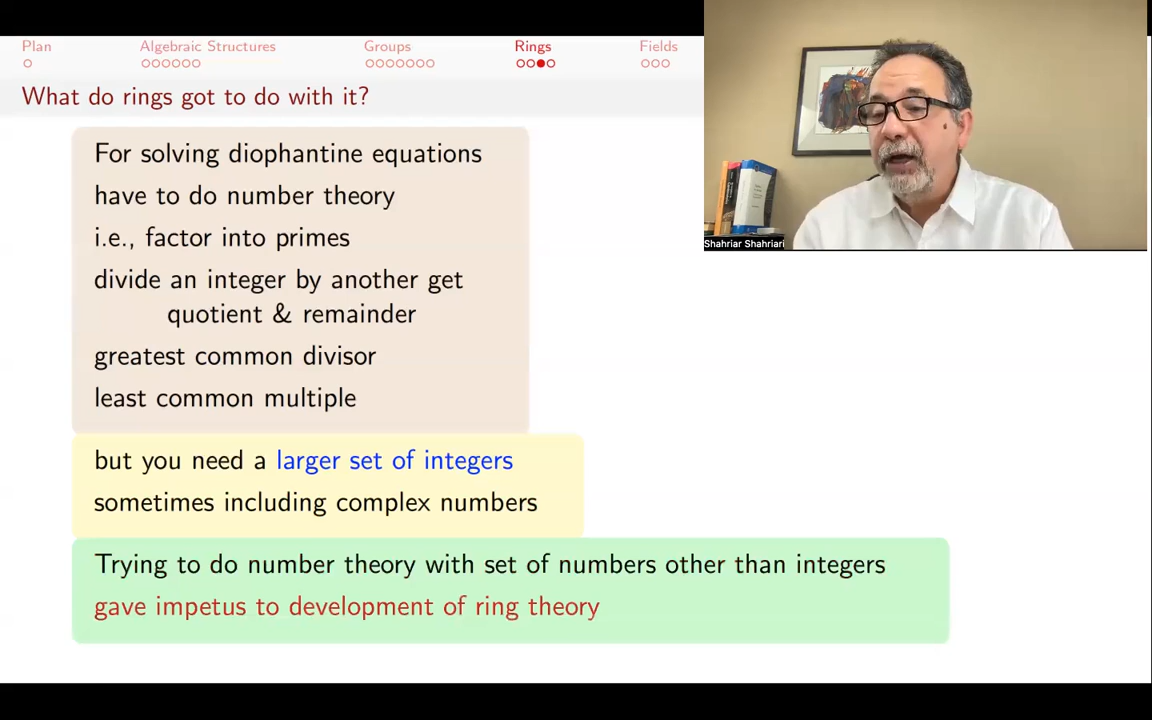 Plan
Algebraic Structures
Groups
Rings
Fields
What do rings got to do with it?
For solving diophantine equations
have to do number theory
i.e., factor into primes
divide an integer by another get
quotient & remainder
greatest common divisor
least common multiple
but you need a larger set of integers
sometimes including complex numbers
Trying to do number theory with set of numbers other than integers
gave impetus to development of ring theory
Shahriar Shahriari